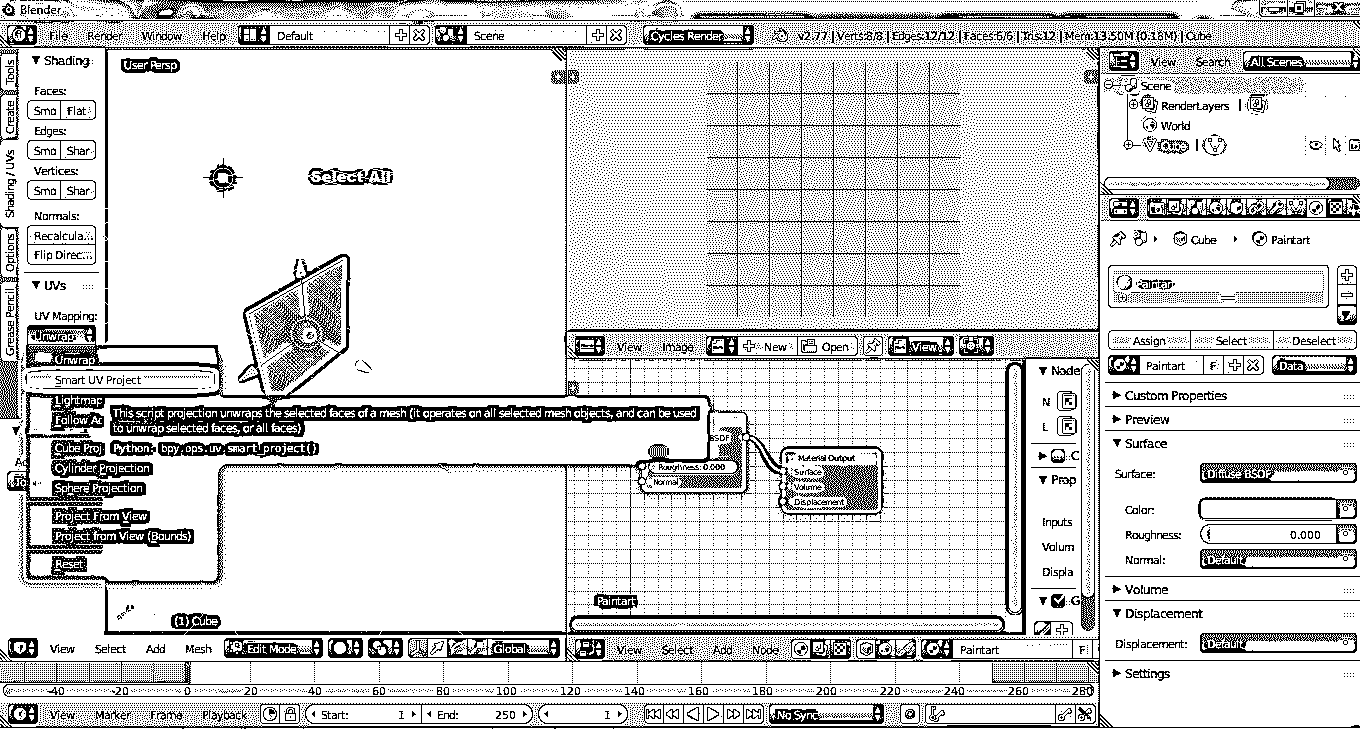 Blender
File Render Window Help Default Scene Cycles Render v2.77 | Verts:8/8 | Edges:12/12 | Faces:6/6 | Tris:12 | Mem:13.50M (0.18M) | Cube
Tools
Create
Shading / UVs
Options
Grease Pencil
Shading
Faces:
Smo Flat
Edges:
Smo Shar
Vertices:
Smo Shar
Normals:
Recalcula...
Flip Direc...
UVs
UV Mapping:
Unwrap
Unwrap
Smart UV Project
Lightmap
Follow Ac
Cube Proj
Cylinder Projection
Sphere Projection
Project From View
Project from View (Bounds)
Reset
This script projection unwraps the selected faces of a mesh (it operates on all selected mesh objects, and can be used
to unwrap selected faces, or all faces)
Python: bpy.ops.uv.smart_project()
User Persp
Select All
(1) Cube
View Select Add Mesh Edit Mode Global
View Image New Open View
BSDF
Roughness: 0.000
Normal
Material Output
Surface
Volume
Displacement
Paintart
Node
N
L
C
Prop
Inputs
Volum
Displa
G
View Select Add Node Paintart F
View Search All Scenes
Scene
RenderLayers |
World
Cube |
Cube Paintart
Paintart
Assign Select Deselect
Paintart F Data
Custom Properties
Preview
Surface
Surface: Diffuse BSDF
Color:
Roughness: 0.000
Normal: Default
Volume
Displacement
Displacement: Default
Settings
-40 -20 0 20 40 60 80 100 120 140 160 180 200 220 240 260 280
View Marker Frame Playback Start: 1 End: 250 1 No Sync